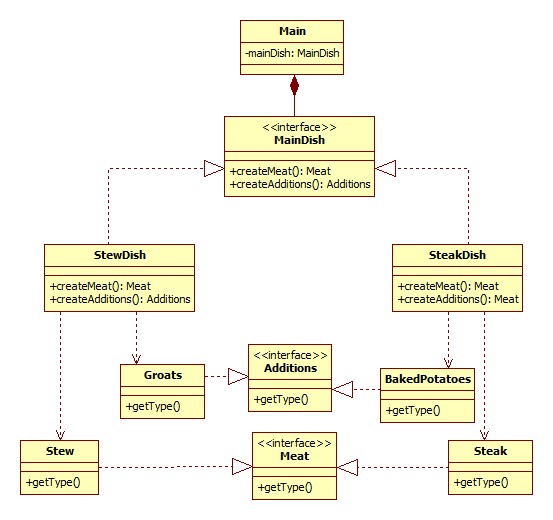 Main
-mainDish: MainDish
<<interface>>
MainDish
+createMeat(): Meat
+createAdditions(): Additions
StewDish
+createMeat(): Meat
+createAdditions(): Additions
SteakDish
+createMeat(): Meat
+createAdditions(): Meat
Groats
+getType()
<<interface>>
Additions
+getType()
BakedPotatoes
+getType()
Stew
+getType()
<<interface>>
Meat
+getType()
Steak
+getType()